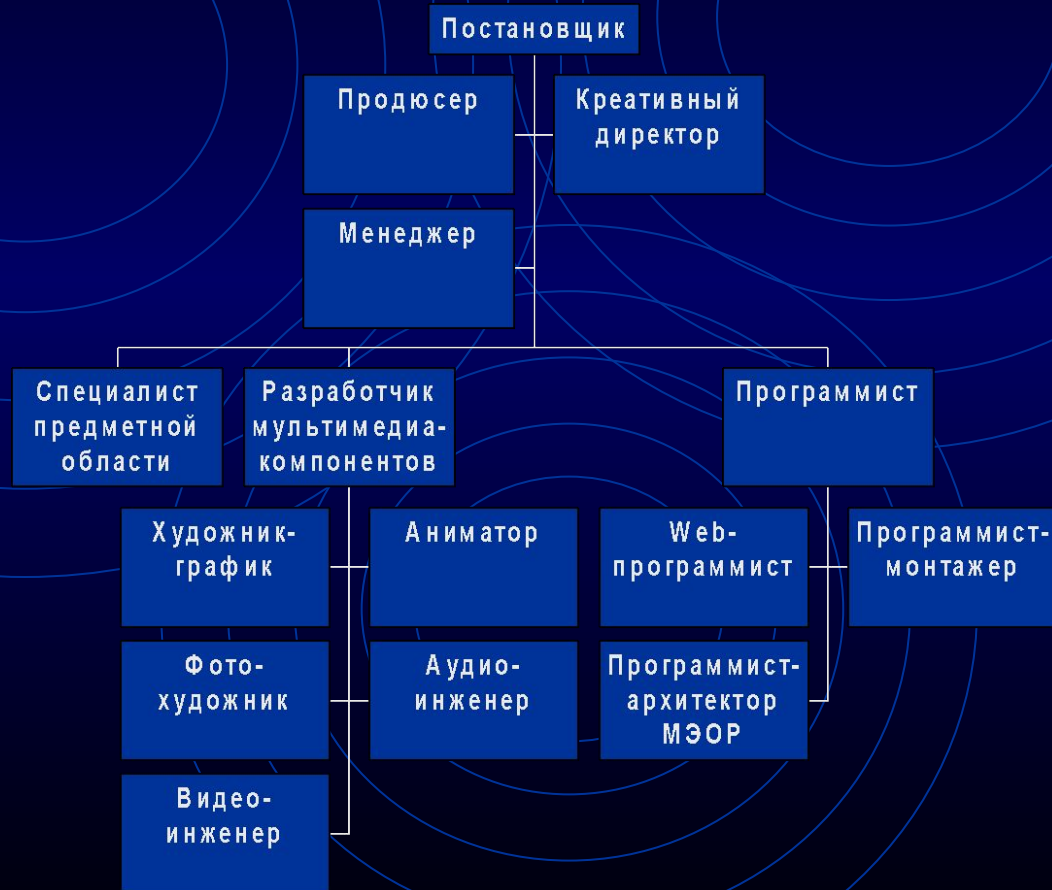 Постановщик
Продюсер
Креативный
директор
Менеджер
Специалист
предметной
области
Разработчик
мультимедиа-
компонентов
Программист
Художник-
график
Аниматор
Web-
программист
Программист-
монтажер
Фото-
художник
Аудио-
инженер
Программист-
архитектор
МЭОР
Видео-
инженер